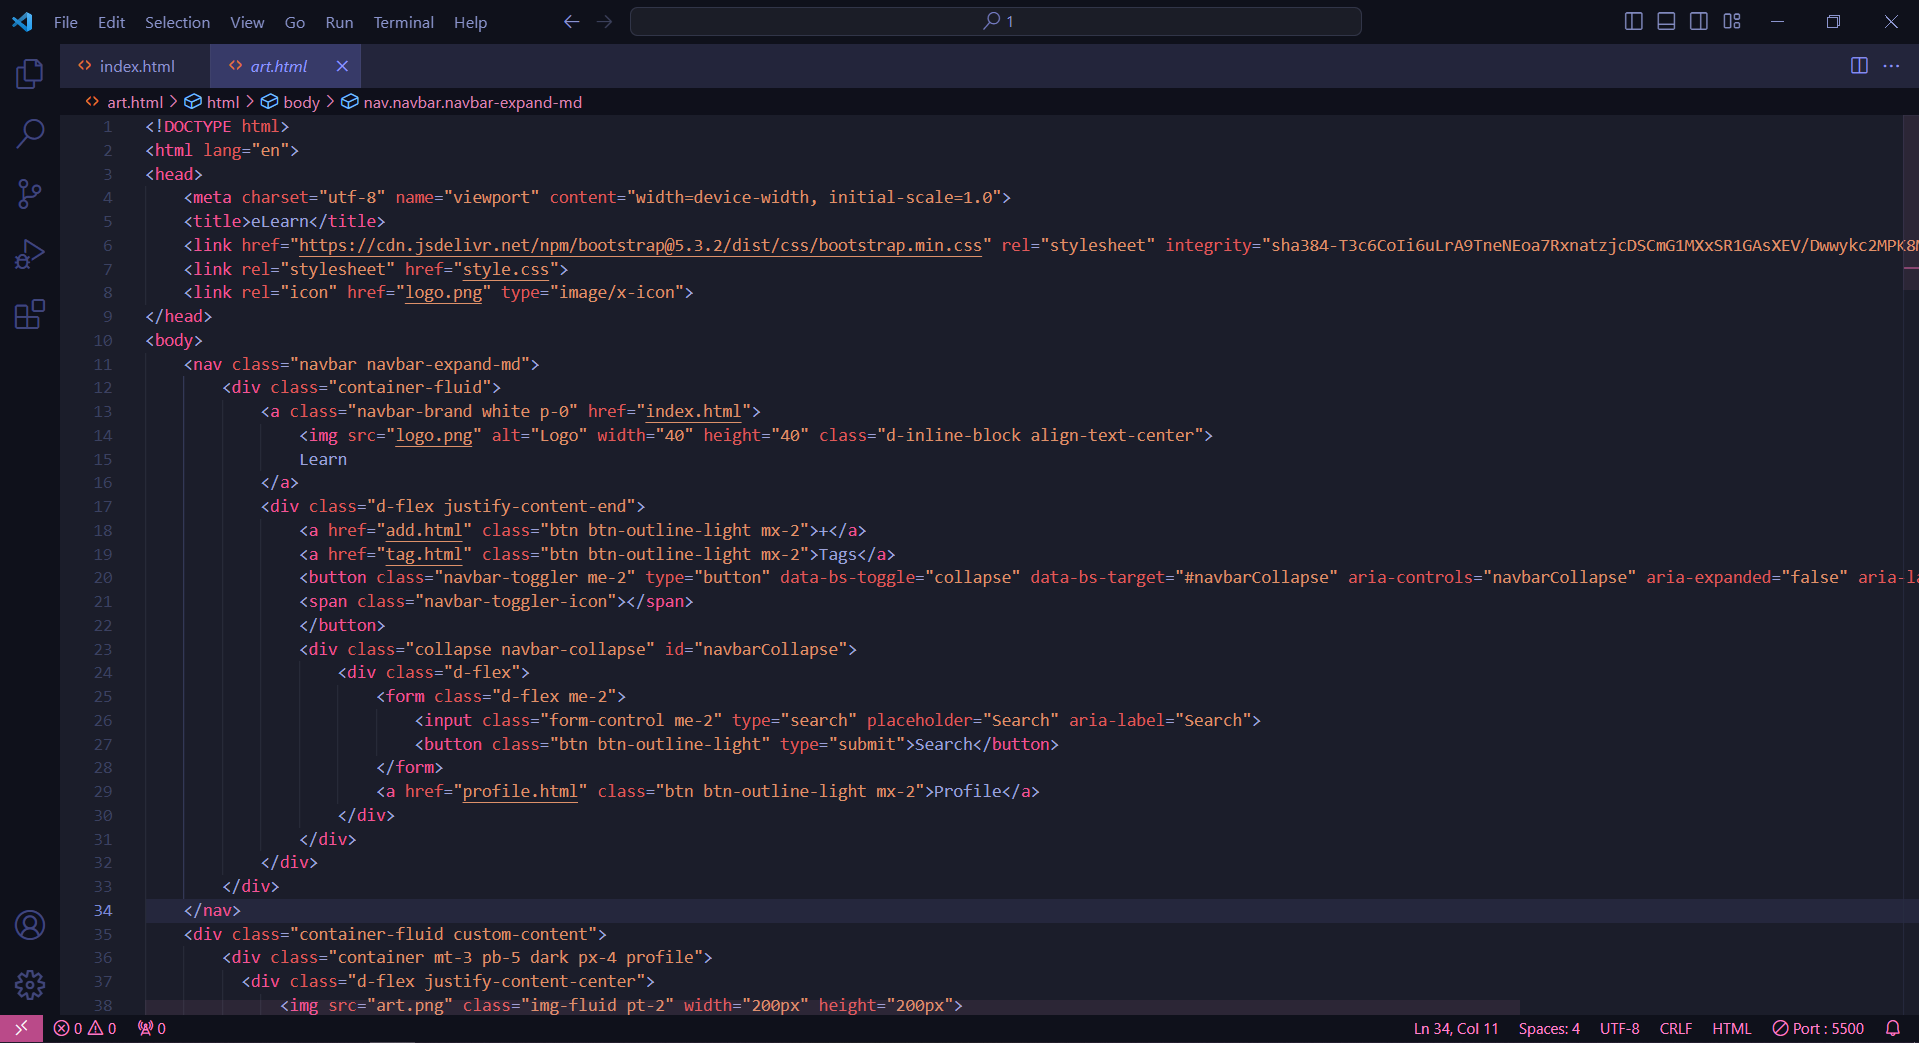 File Edit Selection View Go Run Terminal Help 1
index.html art.html
art.html html body nav.navbar.navbar-expand-md
1 <!DOCTYPE html>
2 <html lang="en">
3 <head>
4 <meta charset="utf-8" name="viewport" content="width=device-width, initial-scale=1.0">
5 <title>eLearn</title>
6 <link href="https://cdn.jsdelivr.net/npm/bootstrap@5.3.2/dist/css/bootstrap.min.css" rel="stylesheet" integrity="sha384-T3c6CoIi6uLrA9TneNEoa7RxnatzjcDSCmG1MXxSR1GAsXEV/Dwwykc2MPK8M
7 <link rel="stylesheet" href="style.css">
8 <link rel="icon" href="logo.png" type="image/x-icon">
9 </head>
10 <body>
11 <nav class="navbar navbar-expand-md">
12 <div class="container-fluid">
13 <a class="navbar-brand white p-0" href="index.html">
14 <img src="logo.png" alt="Logo" width="40" height="40" class="d-inline-block align-text-center">
15 Learn
16 </a>
17 <div class="d-flex justify-content-end">
18 <a href="add.html" class="btn btn-outline-light mx-2">+</a>
19 <a href="tag.html" class="btn btn-outline-light mx-2">Tags</a>
20 <button class="navbar-toggler me-2" type="button" data-bs-toggle="collapse" data-bs-target="#navbarCollapse" aria-controls="navbarCollapse" aria-expanded="false" aria-la
21 <span class="navbar-toggler-icon"></span>
22 </button>
23 <div class="collapse navbar-collapse" id="navbarCollapse">
24 <div class="d-flex">
25 <form class="d-flex me-2">
26 <input class="form-control me-2" type="search" placeholder="Search" aria-label="Search">
27 <button class="btn btn-outline-light" type="submit">Search</button>
28 </form>
29 <a href="profile.html" class="btn btn-outline-light mx-2">Profile</a>
30 </div>
31 </div>
32 </div>
33 </div>
34 </nav>
35 <div class="container-fluid custom-content">
36 <div class="container mt-3 pb-5 dark px-4 profile">
37 <div class="d-flex justify-content-center">
38 <img src="art.png" class="img-fluid pt-2" width="200px" height="200px">
0 0 0 Ln 34, Col 11 Spaces: 4 UTF-8 CRLF HTML Port : 5500